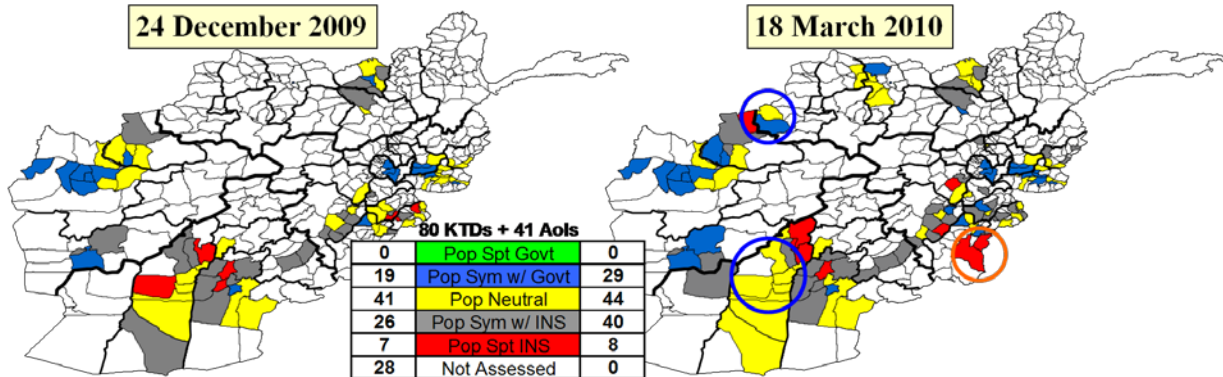 24 December 2009
18 March 2010
80 KTDs + 41 AoIs
0 Pop Spt Govt 0
19 Pop Sym w/ Govt 29
41 Pop Neutral 44
26 Pop Sym w/ INS 40
7 Pop Spt INS 8
28 Not Assessed 0